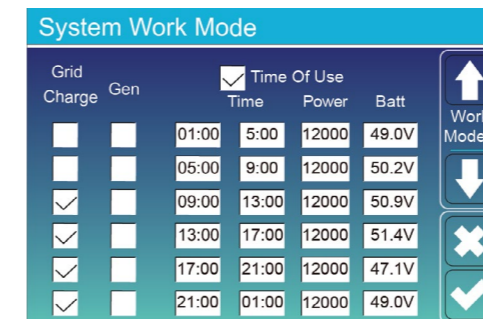 System Work Mode
Grid Charge Gen
Time Of Use
Time Power Batt
01:00 5:00 12000 49.0V
05:00 9:00 12000 50.2V
09:00 13:00 12000 50.9V
13:00 17:00 12000 51.4V
17:00 21:00 12000 47.1V
21:00 01:00 12000 49.0V
Work
Mode